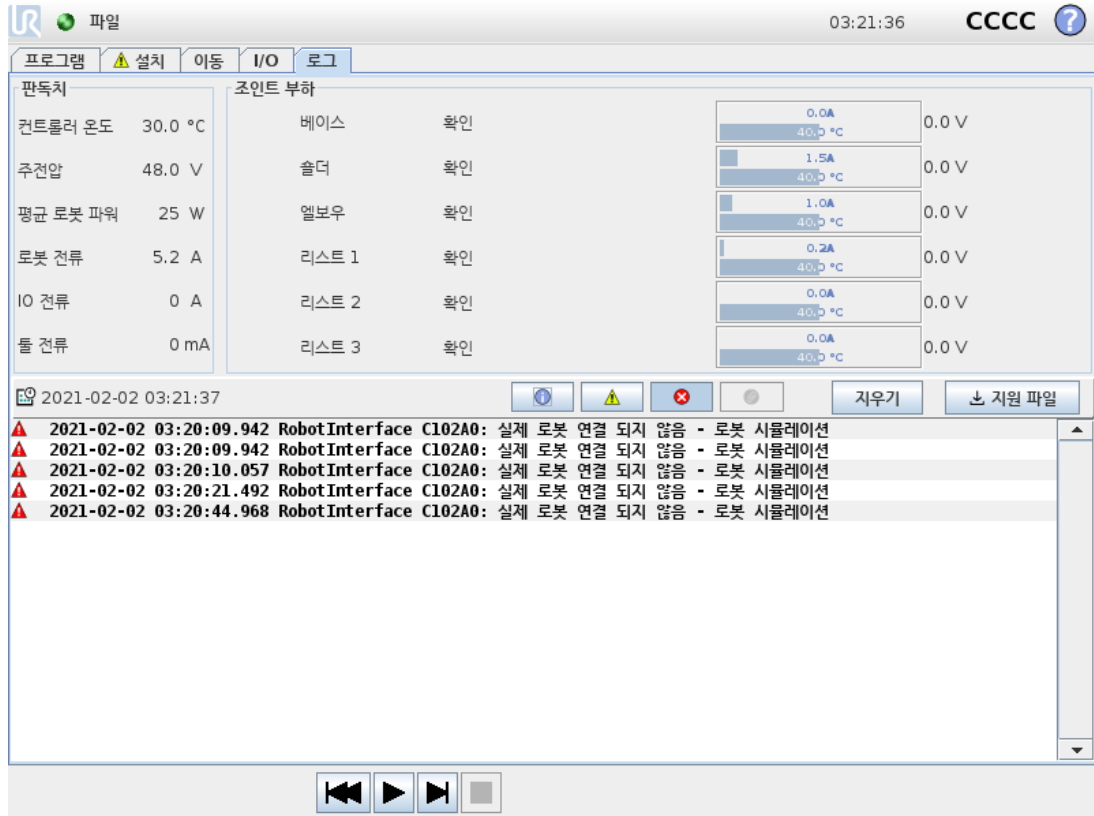 UR 파일 03:21:36 CCCC ?
프로그램 설치 이동 I/O 로그
판독치 조인트 부하
컨트롤러 온도 30.0 °C
주전압 48.0 V
평균 로봇 파워 25 W
로봇 전류 5.2 A
IO 전류 0 A
툴 전류 0 mA
베이스 확인 0.0A 40.0 °C 0.0 V
숄더 확인 1.5A 40.0 °C 0.0 V
엘보우 확인 1.0A 40.0 °C 0.0 V
리스트 1 확인 0.2A 40.0 °C 0.0 V
리스트 2 확인 0.0A 40.0 °C 0.0 V
리스트 3 확인 0.0A 40.0 °C 0.0 V
2021-02-02 03:21:37 지우기 지원 파일
2021-02-02 03:20:09.942 RobotInterface C102A0: 실제 로봇 연결 되지 않음 - 로봇 시뮬레이션
2021-02-02 03:20:09.942 RobotInterface C102A0: 실제 로봇 연결 되지 않음 - 로봇 시뮬레이션
2021-02-02 03:20:10.057 RobotInterface C102A0: 실제 로봇 연결 되지 않음 - 로봇 시뮬레이션
2021-02-02 03:20:21.492 RobotInterface C102A0: 실제 로봇 연결 되지 않음 - 로봇 시뮬레이션
2021-02-02 03:20:44.968 RobotInterface C102A0: 실제 로봇 연결 되지 않음 - 로봇 시뮬레이션